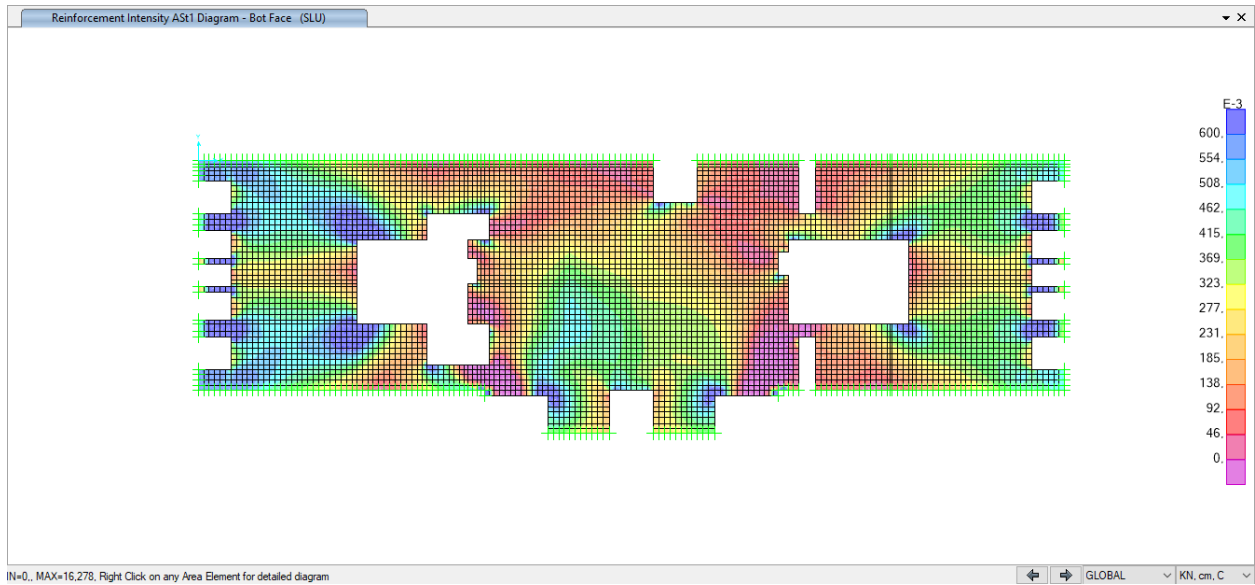 Reinforcement Intensity ASt1 Diagram - Bot Face (SLU)
E-3
600,
554,
508,
462,
415,
369,
323,
277,
231,
185,
138,
92,
46,
0,
IN=0,, MAX=16,278, Right Click on any Area Element for detailed diagram
GLOBAL
KN, cm, C